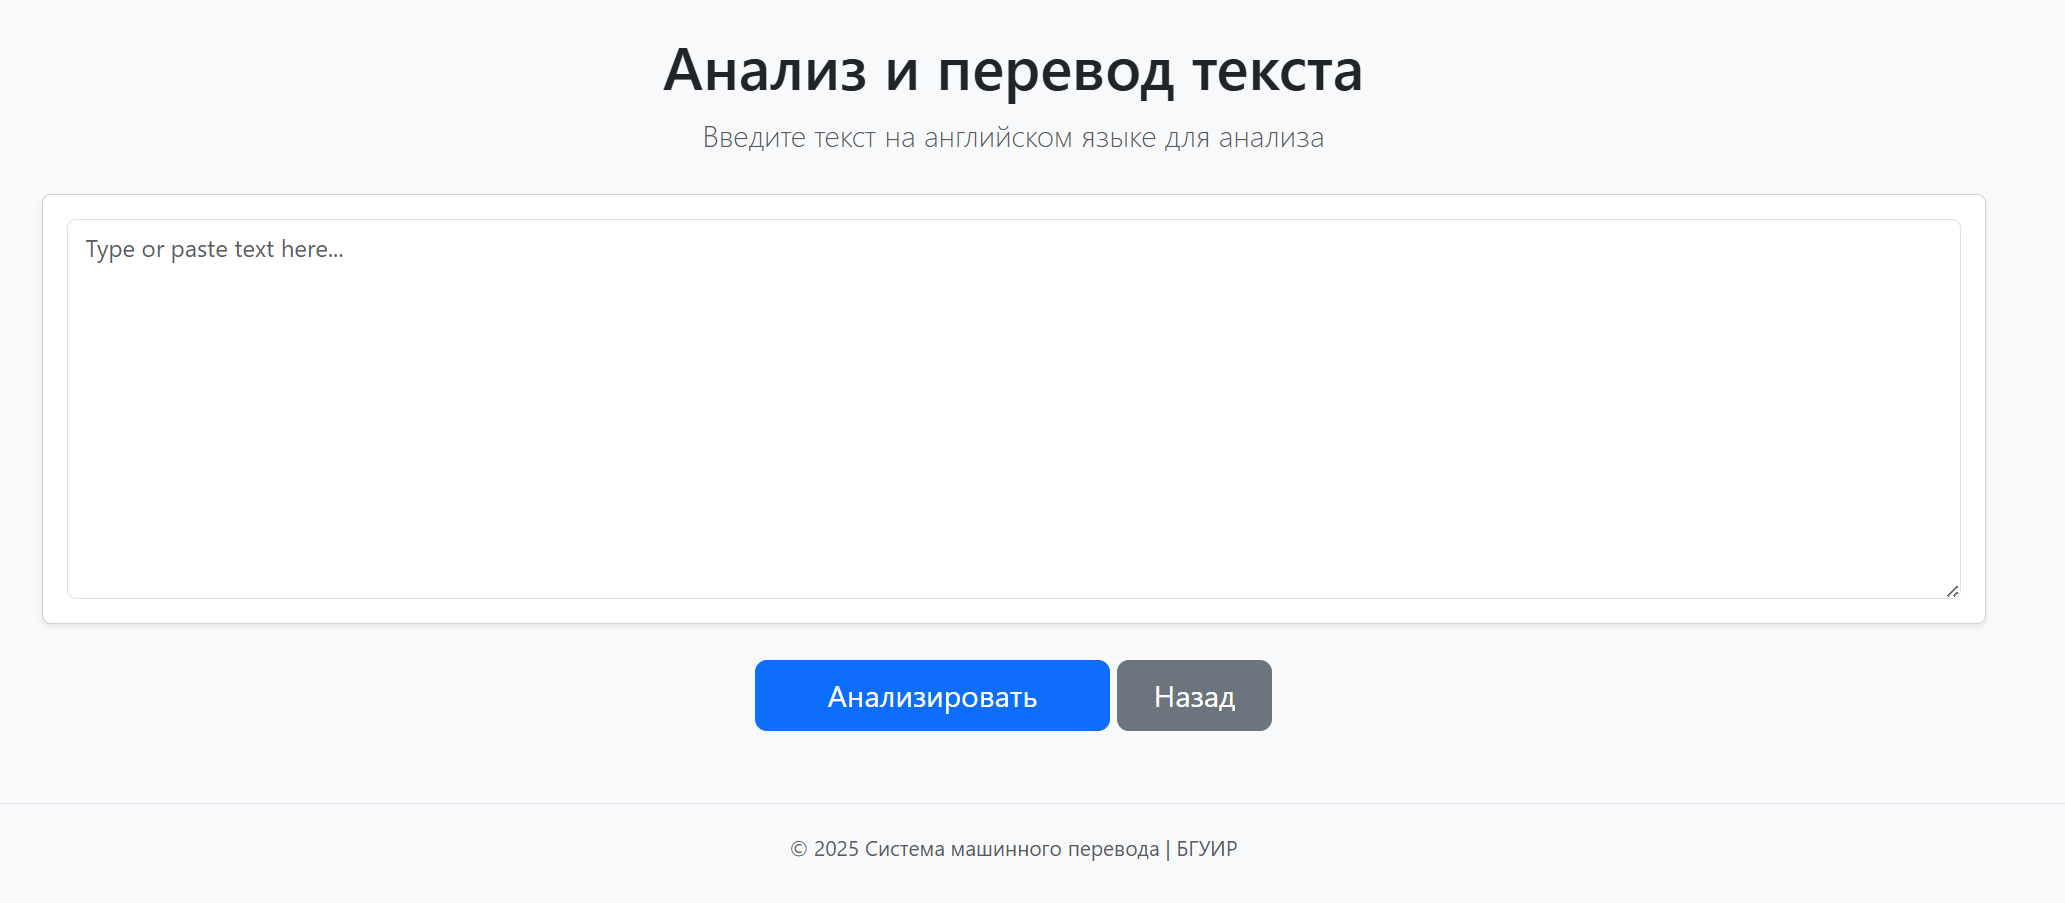 Анализ и перевод текста
Введите текст на английском языке для анализа
Type or paste text here...
Анализировать
Назад
© 2025 Система машинного перевода | БГУИР